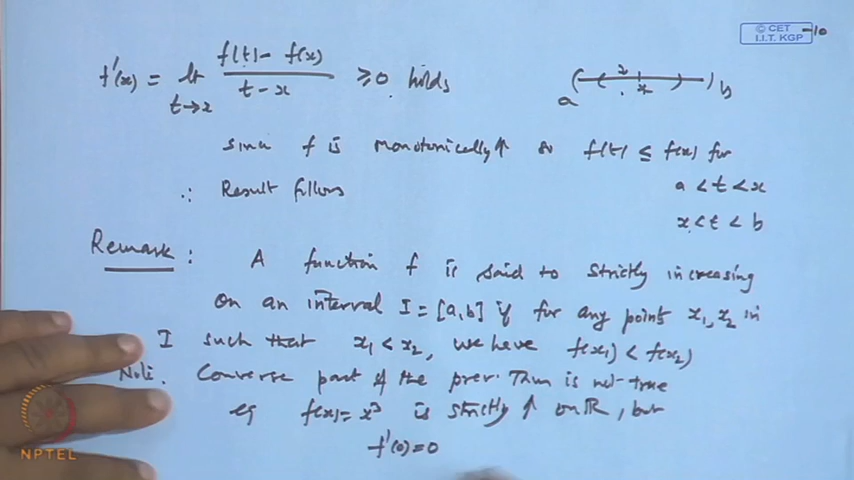 © CET
I.I.T. KGP
-10
f'(x) = lt t→x f(t) - f(x) / t - x ≥ 0 holds
a x b
since f is monotonically ↑ so f(t) ≤ f(x) for
a < t < x
∴ Result follows
x < t < b
Remark : A function f is said to strictly increasing
on an interval I = [a,b] if for any points x₁, x₂ in
I such that x₁ < x₂, we have f(x₁) < f(x₂)
Note. Converse part of the prev. Thm is not true
eg f(x) = x³ is strictly ↑ on ℝ, but
f'(0) = 0
NPTEL